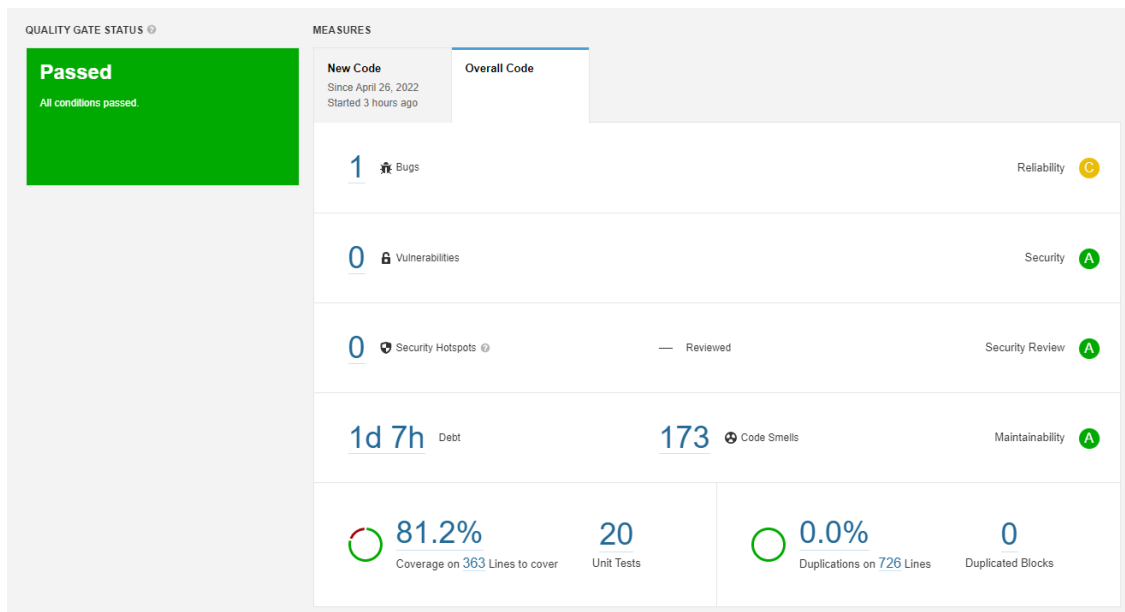 QUALITY GATE STATUS
MEASURES
Passed
All conditions passed.
New Code
Since April 26, 2022
Started 3 hours ago
Overall Code
1 Bugs Reliability C
0 Vulnerabilities Security A
0 Security Hotspots — Reviewed Security Review A
1d 7h Debt 173 Code Smells Maintainability A
81.2% 20 0.0% 0
Coverage on 363 Lines to cover Unit Tests Duplications on 726 Lines Duplicated Blocks